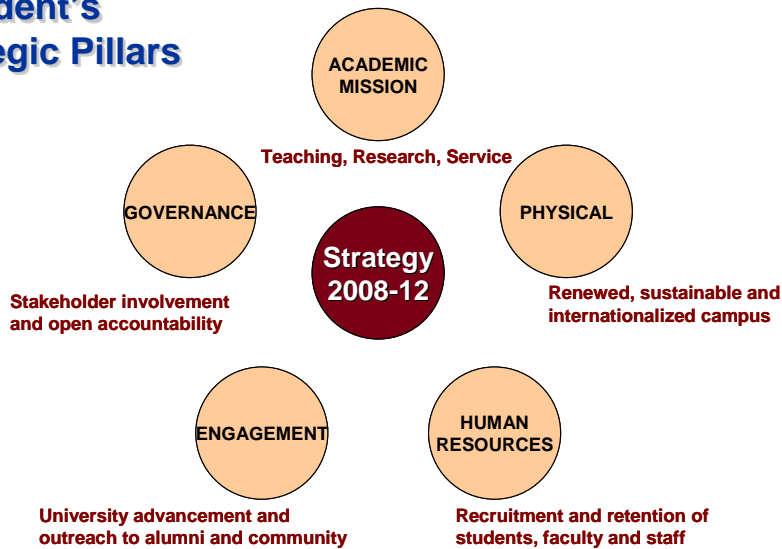 Strategic Pillars
ACADEMIC
MISSION
Teaching, Research, Service
GOVERNANCE
PHYSICAL
Strategy
2008-12
Stakeholder involvement
and open accountability
Renewed, sustainable and
internationalized campus
ENGAGEMENT
HUMAN
RESOURCES
University advancement and
outreach to alumni and community
Recruitment and retention of
students, faculty and staff